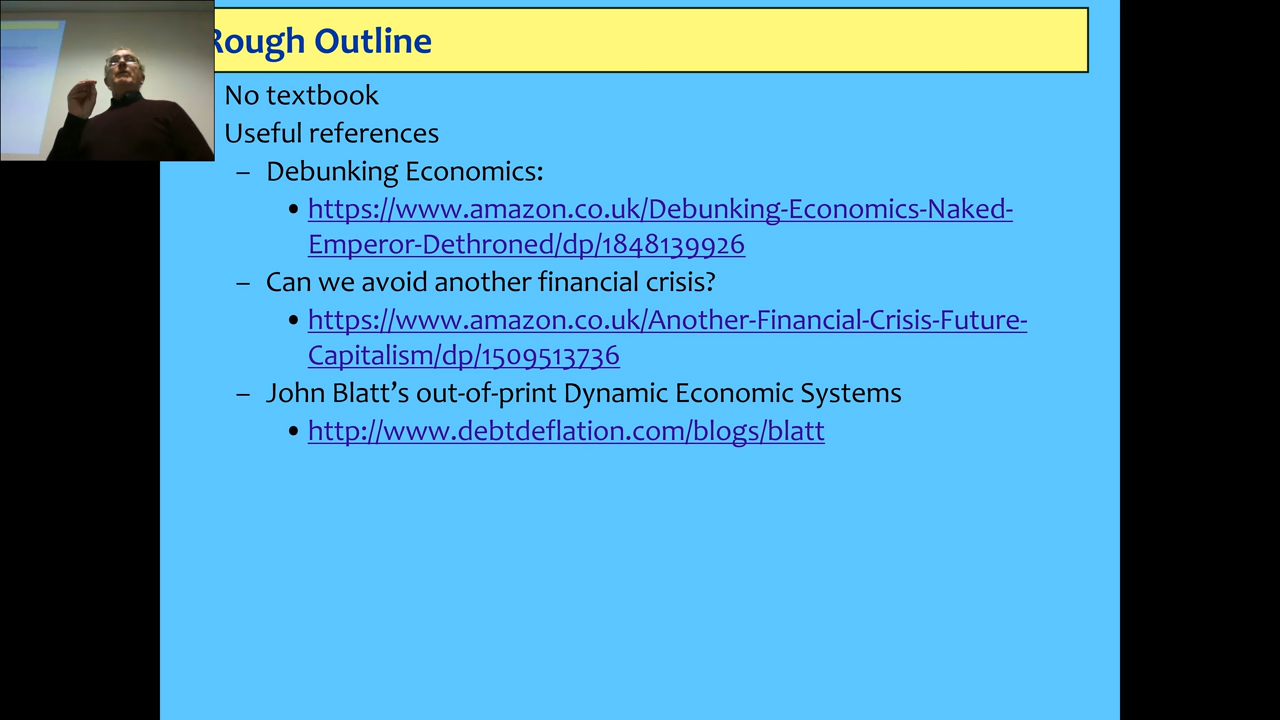 Rough Outline
No textbook
Useful references
– Debunking Economics:
• https://www.amazon.co.uk/Debunking-Economics-Naked-
Emperor-Dethroned/dp/1848139926
– Can we avoid another financial crisis?
• https://www.amazon.co.uk/Another-Financial-Crisis-Future-
Capitalism/dp/1509513736
– John Blatt’s out-of-print Dynamic Economic Systems
• http://www.debtdeflation.com/blogs/blatt